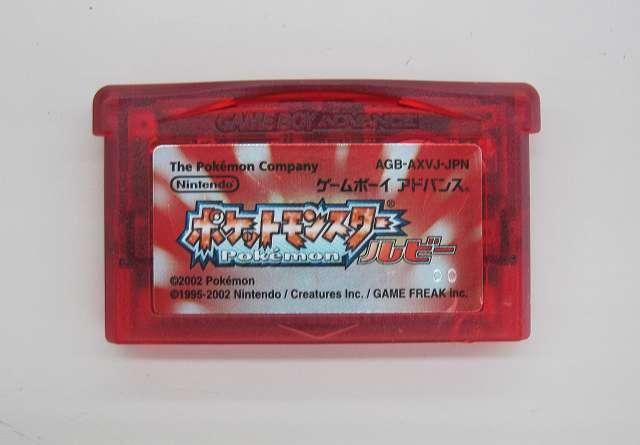 GAME BOY ADVANCE
The Pokémon Company AGB-AXVJ-JPN
Nintendo ゲームボーイ アドバンス
ポケットモンスター®
Pokémon ルビー
00
©2002 Pokémon
©1995-2002 Nintendo / Creatures Inc. / GAME FREAK inc.